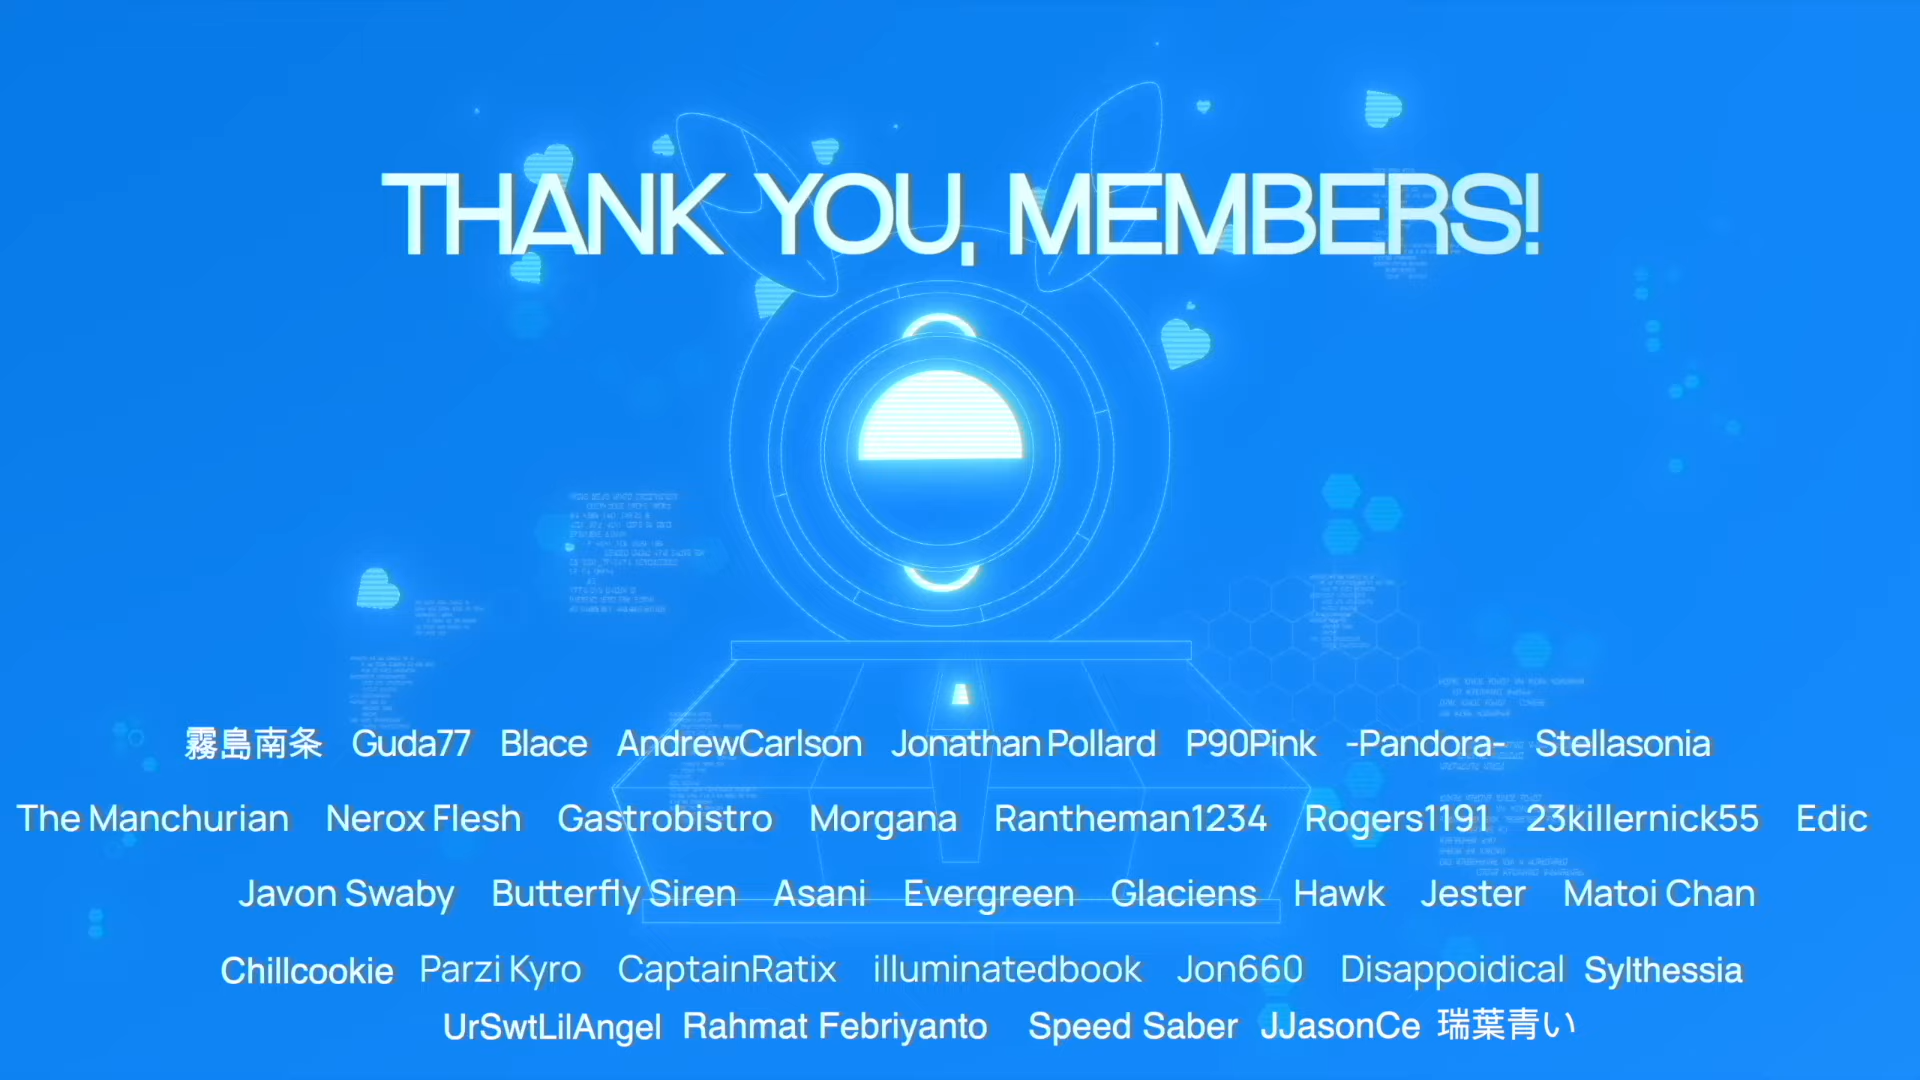 THANK YOU, MEMBERS!
霧島南条 Guda77 Blace AndrewCarlson Jonathan Pollard P90Pink -Pandora- Stellasonia
The Manchurian Nerox Flesh Gastrobistro Morgana Rantheman1234 Rogers1191 23killernick55 Edic
Javon Swaby Butterfly Siren Asani Evergreen Glaciens Hawk Jester Matoi Chan
Chillcookie Parzi Kyro CaptainRatix illuminatedbook Jon660 Disappoidical Sylthessia
UrSwtLilAngel Rahmat Febriyanto Speed Saber JJasonCe 瑞葉青い